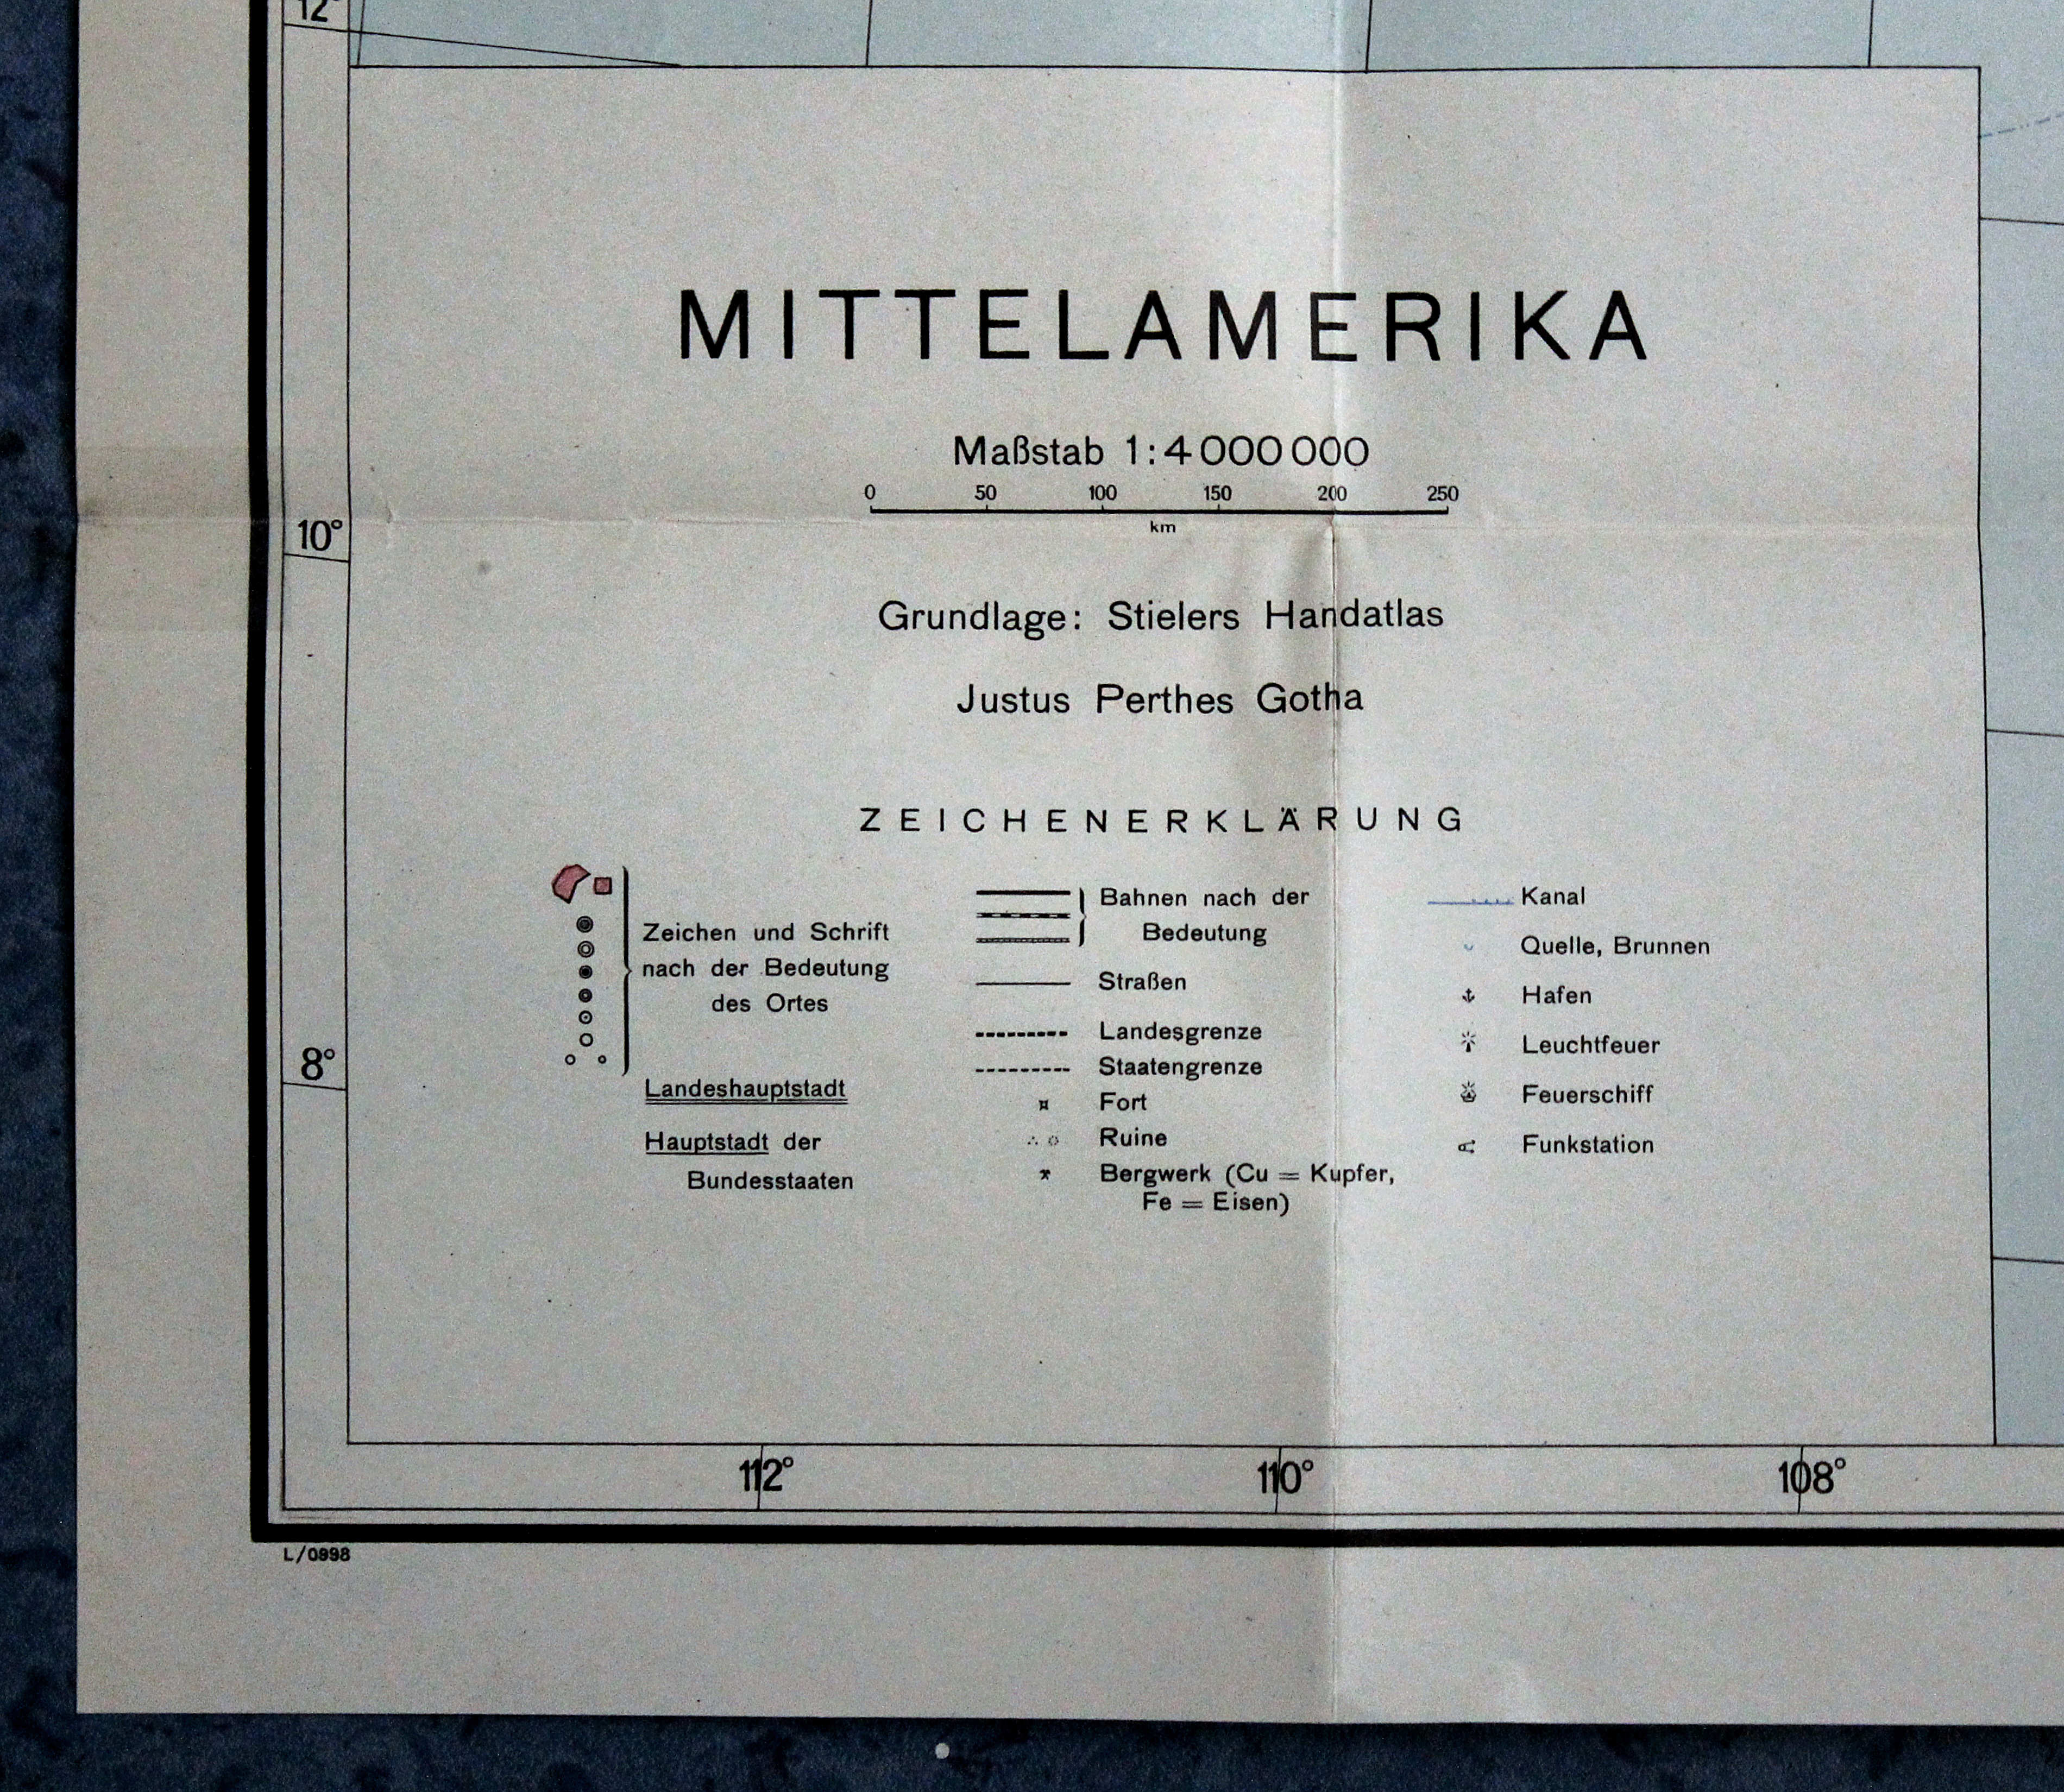 12°
MITTELAMERIKA
Maßstab 1:4 000 000
0 50 100 150 200 250
km
10°
Grundlage: Stielers Handatlas
Justus Perthes Gotha
ZEICHENERKLÄRUNG
Zeichen und Schrift
nach der Bedeutung
des Ortes
Landeshauptstadt
Hauptstadt der
Bundesstaaten
Bahnen nach der
Bedeutung
Straßen
Landesgrenze
Staatengrenze
Fort
Ruine
Bergwerk (Cu = Kupfer,
Fe = Eisen)
Kanal
Quelle, Brunnen
Hafen
Leuchtfeuer
Feuerschiff
Funkstation
8°
112° 110° 108°
L/0998